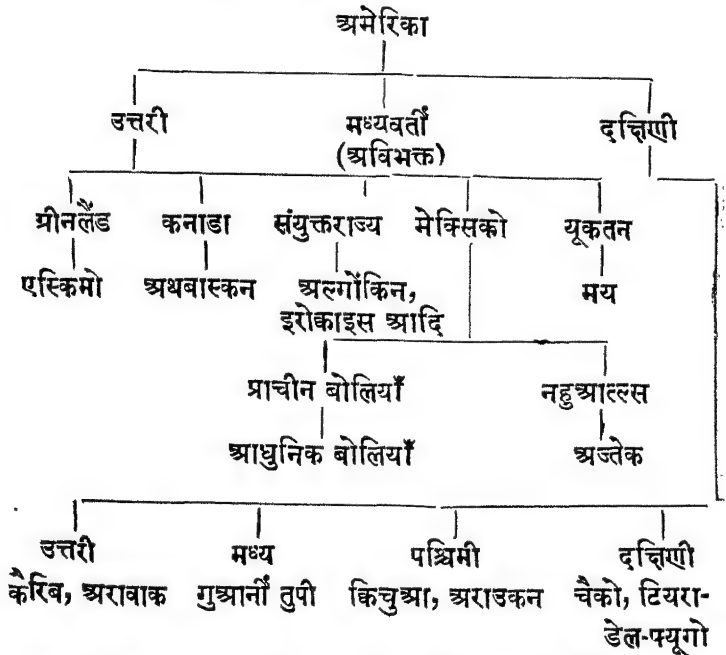 अमेरिका
उत्तरी मध्यवर्ती दक्षिणी
(अविभक्त)
ग्रीनलैंड कनाडा संयुक्तराज्य मेक्सिको यूकतन
एस्किमो अथबास्कन अल्गोंकिन, मय
इरोक्वाइस आदि
प्राचीन बोलियाँ नहुआत्ल्स
आधुनिक बोलियाँ अज्तेक
उत्तरी मध्य पश्चिमी दक्षिणी
कैरिब, अरावाक गुआर्नी तुपी क्विचुआ, अराउकन चैको, टियरा-
डेल-फ्यूगो